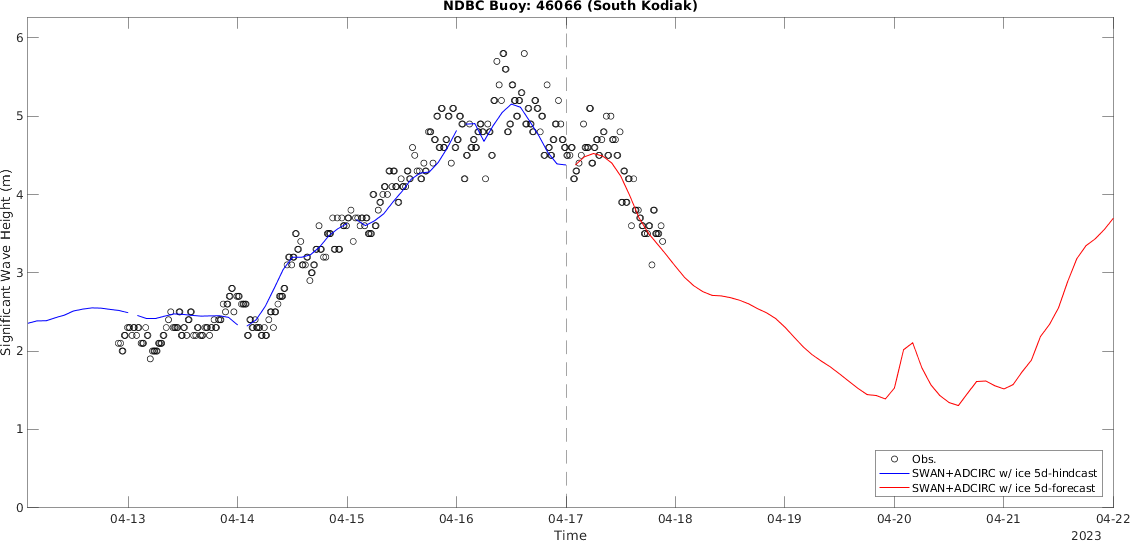 NDBC Buoy: 46066 (South Kodiak)
6
5
4
3
2
1
0
Significant Wave Height (m)
Obs.
SWAN+ADCIRC w/ ice 5d-hindcast
SWAN+ADCIRC w/ ice 5d-forecast
04-13 04-14 04-15 04-16 04-17 04-18 04-19 04-20 04-21 04-22
Time
2023